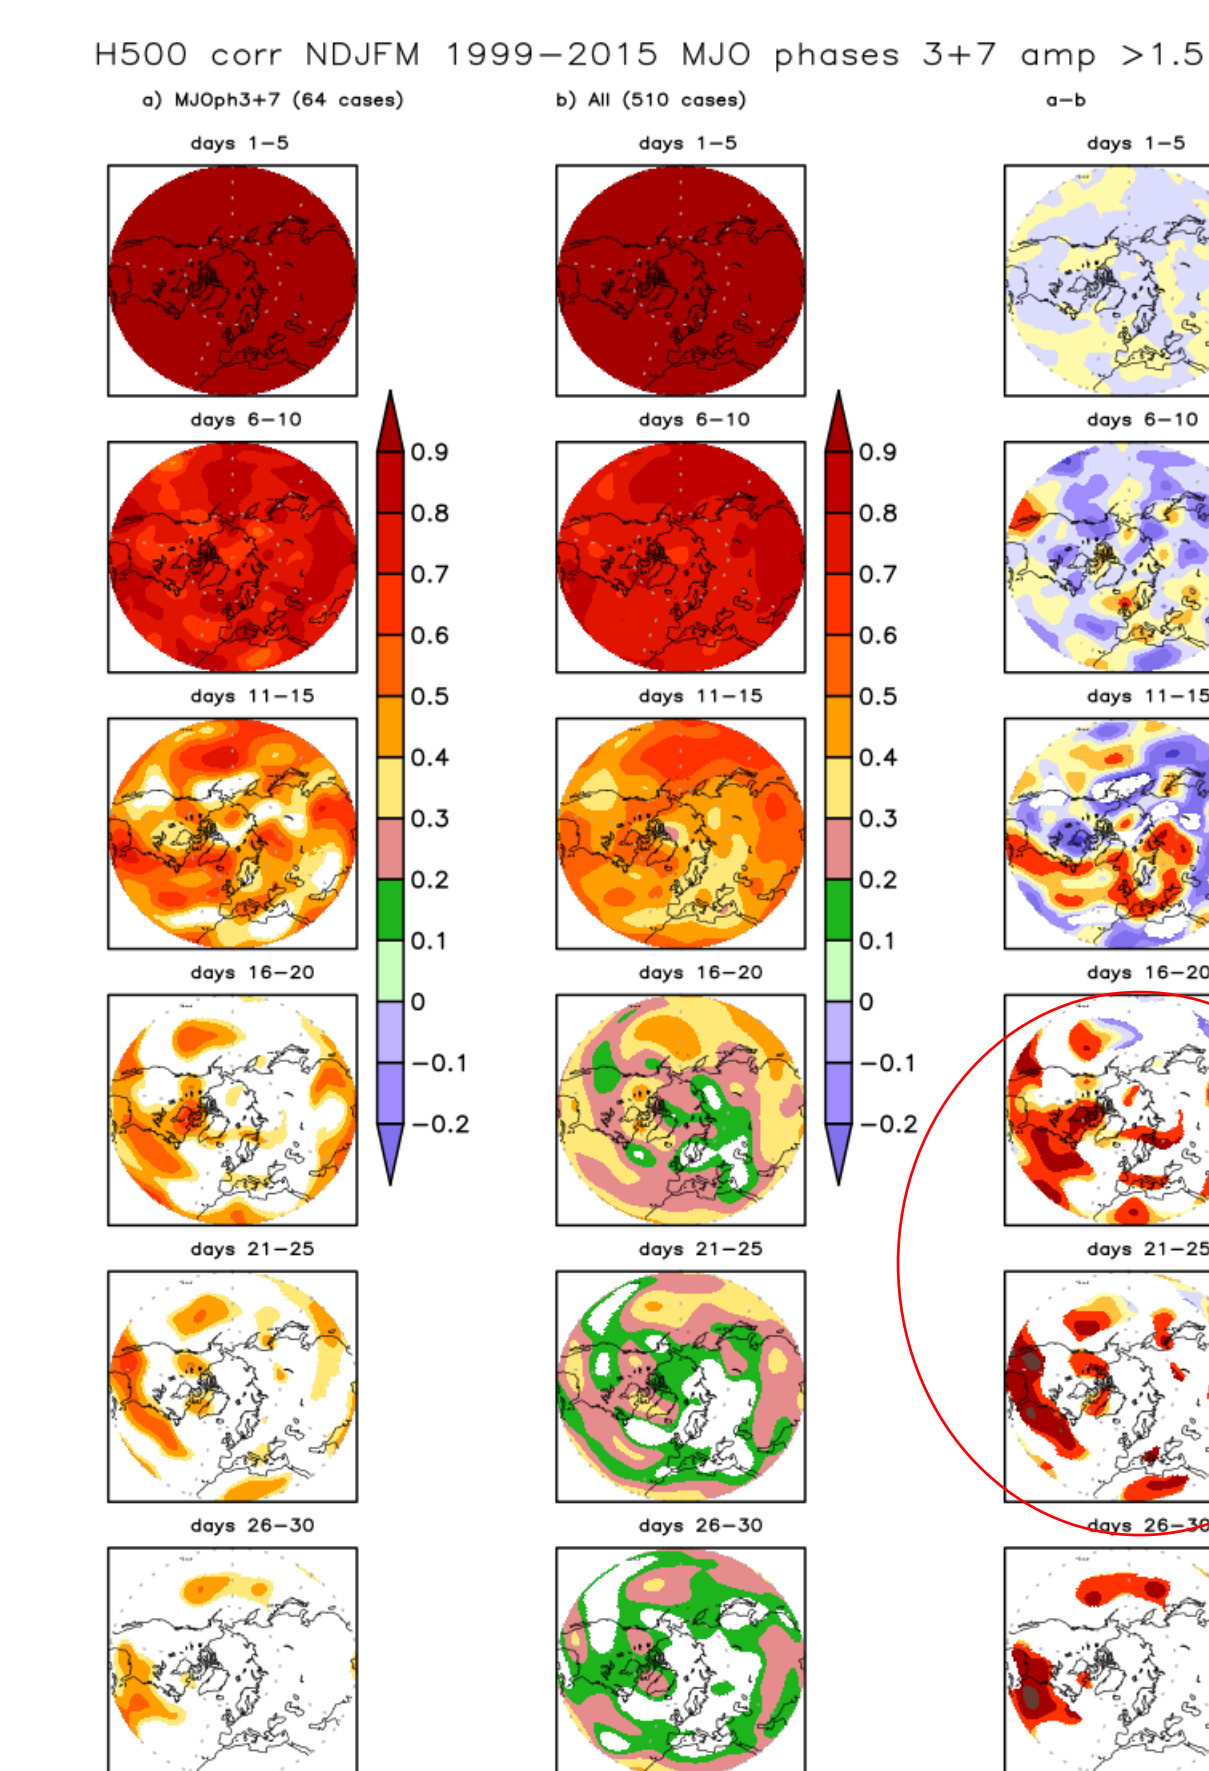 H500 corr NDJFM 1999-2015 MJO phases 3+7 amp >1.5
a) MJOph3+7 (64 cases)
b) All (510 cases)
a-b
days 1-5
days 1-5
days 1-5
days 6-10
days 6-10
days 6-10
0.9
0.8
0.7
0.6
0.5
0.4
0.3
0.2
0.1
0
-0.1
-0.2
0.9
0.8
0.7
0.6
0.5
0.4
0.3
0.2
0.1
0
-0.1
-0.2
days 11-15
days 11-15
days 11-15
days 16-20
days 16-20
days 16-20
days 21-25
days 21-25
days 21-25
days 26-30
days 26-30
days 26-30